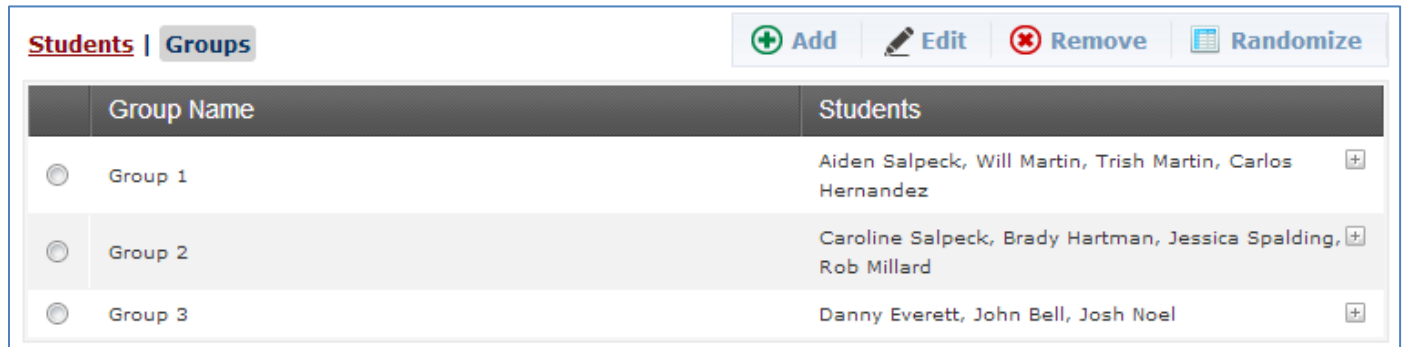 Students | Groups
Add Edit Remove Randomize
Group Name Students
Group 1 Aiden Salpeck, Will Martin, Trish Martin, Carlos
Hernandez
Group 2 Caroline Salpeck, Brady Hartman, Jessica Spalding,
Rob Millard
Group 3 Danny Everett, John Bell, Josh Noel